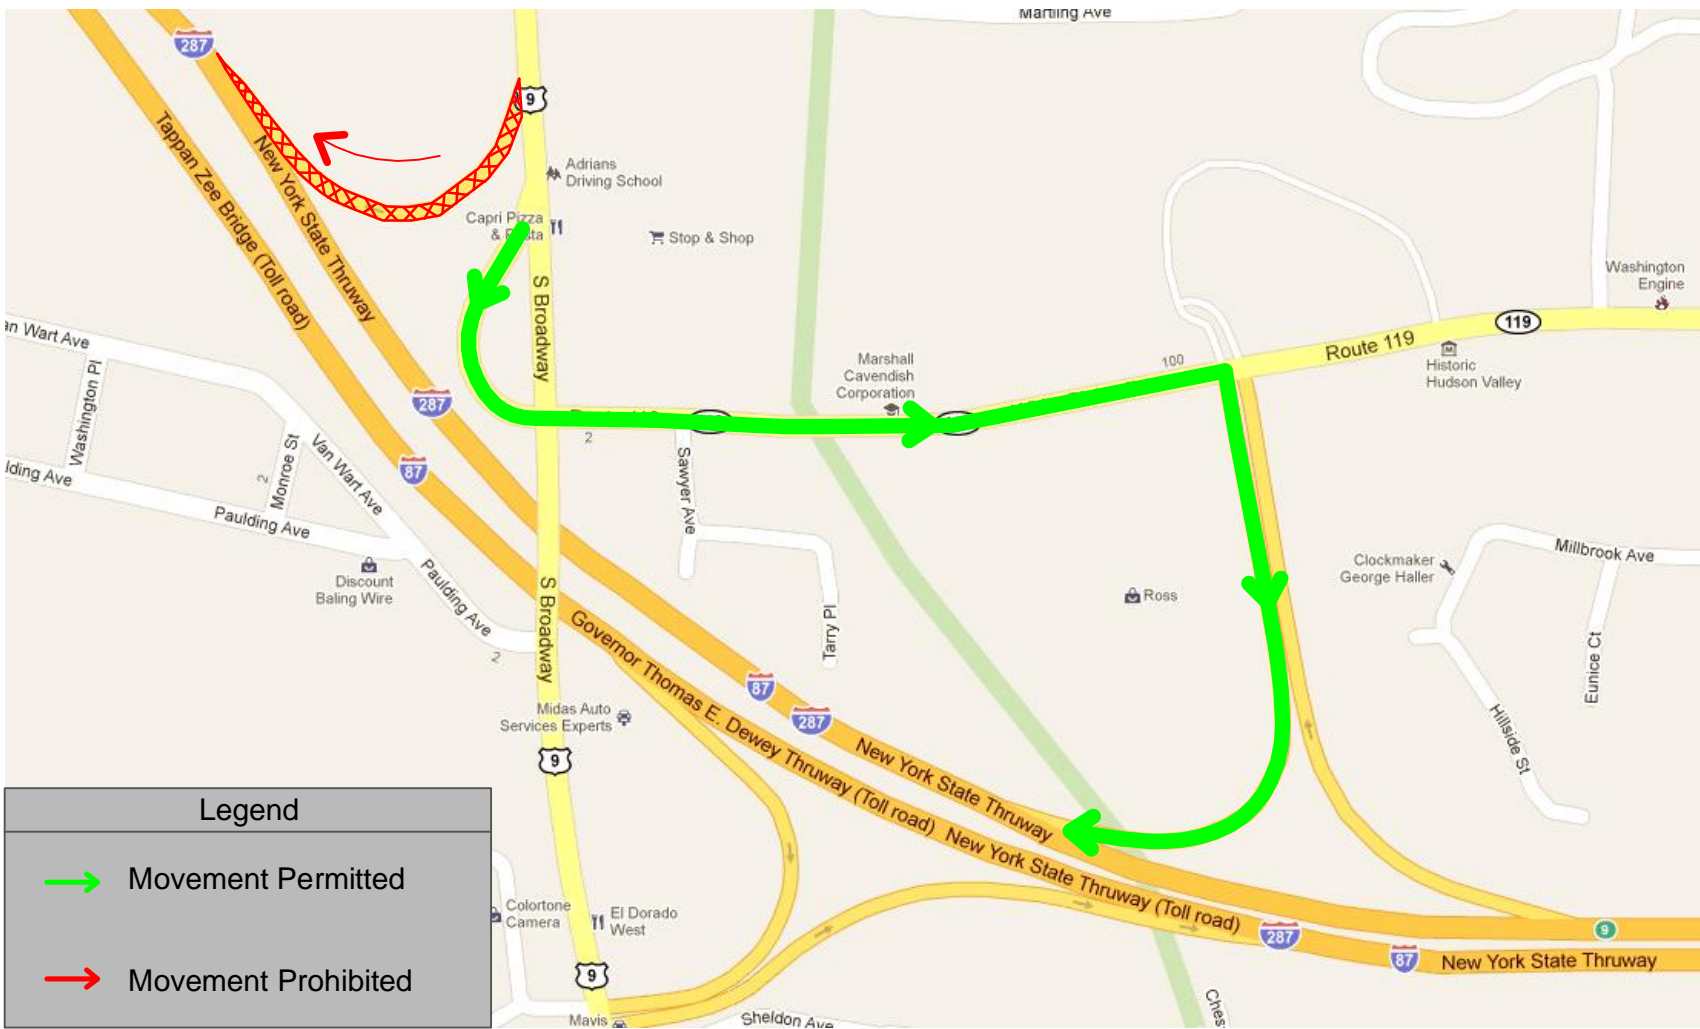 Martling Ave
287
9
Tappan Zee Bridge (Toll road)
New York State Thruway
Adrians
Driving School
Capri Pizza
Stop & Shop
S Broadway
Washington
Engine
119
Route 119
100
Historic
Hudson Valley
Marshall
Cavendish
Corporation
2
an Wart Ave
Washington Pl
287
87
Monroe St
2
Van Wart Ave
lding Ave
Paulding Ave
Sawyer Ave
Discount
Baling Wire
Paulding Ave
2
S Broadway
Tarry Pl
Ross
Clockmaker
George Haller
Millbrook Ave
Eunice Ct
Hillside St
Governor Thomas E. Dewey Thruway (Toll road)
87
287
New York State Thruway
Midas Auto
Services Experts
9
New York State Thruway (Toll road)
287
87
9
New York State Thruway
Legend
Movement Permitted
Movement Prohibited
Colortone
Camera
El Dorado
West
9
Mavis
Sheldon Ave
Ches